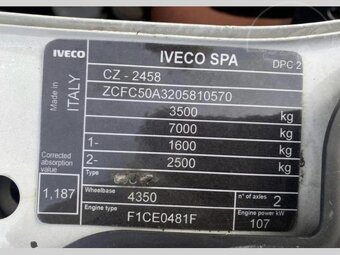 IVECO IVECO SPA DPC 2
Made in ITALY
CZ - 2458
ZCFC50A3205810570
3500 kg
7000 kg
1- 1600 kg
2- 2500 kg
Corrected absorption value
1,187
Type
Wheelbase 4350 n° of axles 2
Engine type F1CE0481F Engine power kW 107